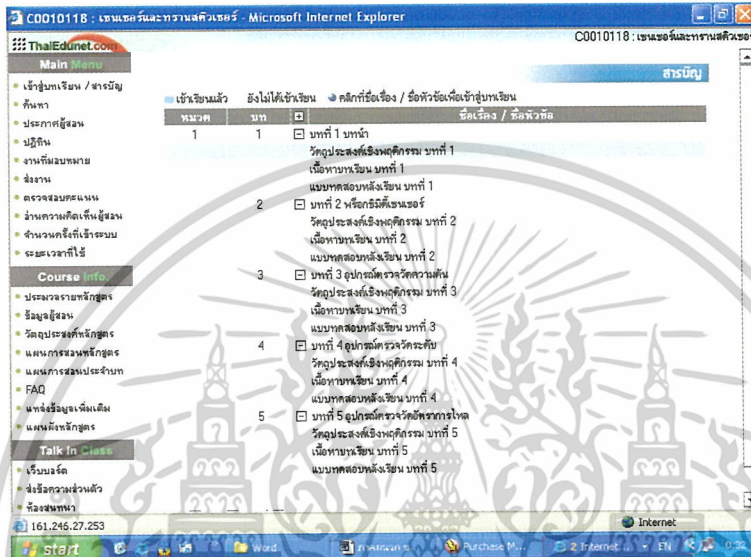 C0010118 : เซนเซอร์และทรานสดิวเซอร์ - Microsoft Internet Explorer
ThaiEdunet.com
C0010118 : เซนเซอร์และทรานสดิวเซอร์
Main Menu
เข้าสู่บทเรียน / สารบัญ
ค้นหา
ประกาศผู้สอน
ปฏิทิน
งานที่มอบหมาย
ส่งงาน
ตรวจสอบคะแนน
อ่านความคิดเห็นผู้สอน
จำนวนครั้งที่เข้าระบบ
ระยะเวลาที่ใช้
Course Info.
ประมวลรายหลักสูตร
ข้อมูลผู้สอน
วัตถุประสงค์หลักสูตร
แผนการสอนหลักสูตร
แผนการสอนประจำบท
FAQ
แหล่งข้อมูลเพิ่มเติม
แผนผังหลักสูตร
Talk In Class
เว็บบอร์ด
ส่งข้อความส่วนตัว
ห้องสนทนา
สารบัญ
เข้าเรียนแล้ว ยังไม่ได้เข้าเรียน คลิกที่ชื่อเรื่อง / ชื่อหัวข้อเพื่อเข้าสู่บทเรียน
หมวด บท ชื่อเรื่อง / ชื่อหัวข้อ
1 1 บทที่ 1 บทนำ
วัตถุประสงค์เชิงพฤติกรรม บทที่ 1
เนื้อหาบทเรียน บทที่ 1
แบบทดสอบหลังเรียน บทที่ 1
2 บทที่ 2 พร็อกซิมิตี้เซนเซอร์
วัตถุประสงค์เชิงพฤติกรรม บทที่ 2
เนื้อหาบทเรียน บทที่ 2
แบบทดสอบหลังเรียน บทที่ 2
3 บทที่ 3 อุปกรณ์ตรวจวัดความดัน
วัตถุประสงค์เชิงพฤติกรรม บทที่ 3
เนื้อหาบทเรียน บทที่ 3
แบบทดสอบหลังเรียน บทที่ 3
4 บทที่ 4 อุปกรณ์ตรวจวัดระดับ
วัตถุประสงค์เชิงพฤติกรรม บทที่ 4
เนื้อหาบทเรียน บทที่ 4
แบบทดสอบหลังเรียน บทที่ 4
5 บทที่ 5 อุปกรณ์ตรวจวัดอัตราการไหล
วัตถุประสงค์เชิงพฤติกรรม บทที่ 5
เนื้อหาบทเรียน บทที่ 5
แบบทดสอบหลังเรียน บทที่ 5
161.246.27.253 Internet
start Word Purchase M... 2 Internet EN